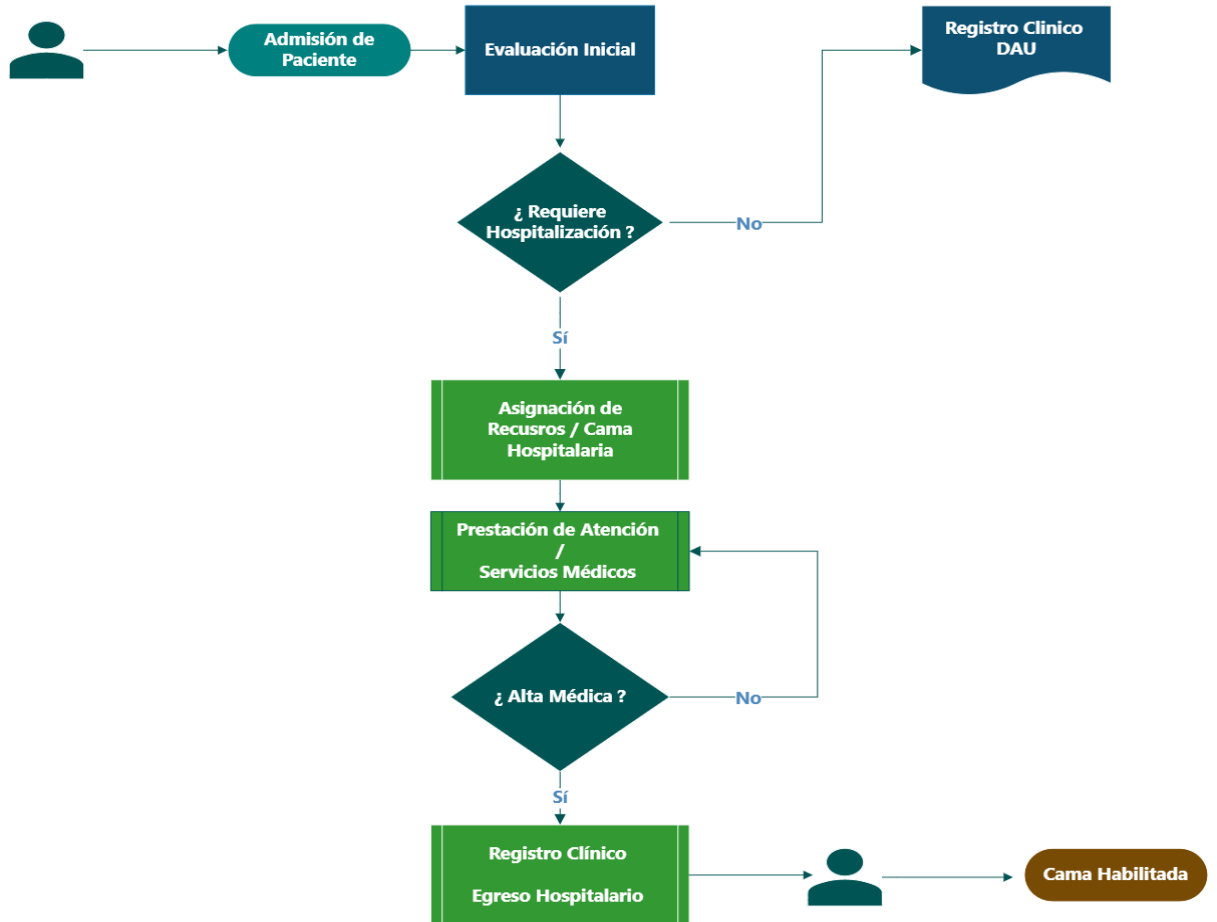 Admisión de
Paciente
Evaluación Inicial
Registro Clinico
DAU
¿ Requiere
Hospitalización ?
No
Sí
Asignación de
Recusros / Cama
Hospitalaria
Prestación de Atención
/
Servicios Médicos
¿ Alta Médica ?
No
Sí
Registro Clínico
Egreso Hospitalario
Cama Habilitada